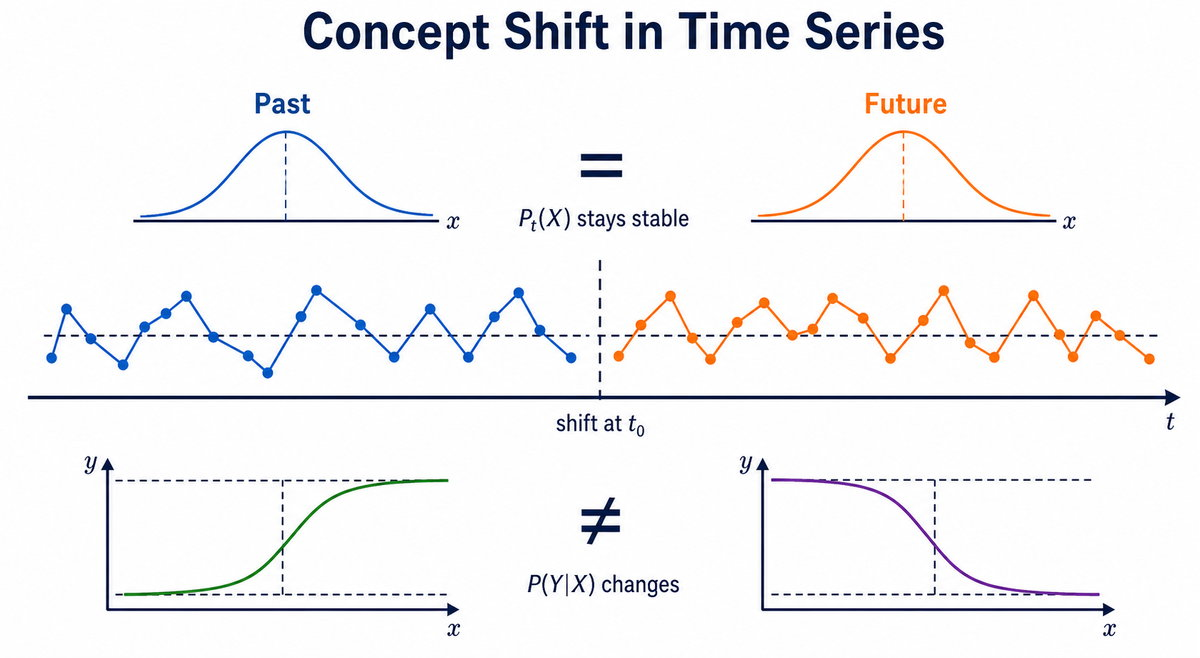 Concept Shift in Time Series
Past
Future
=
x
Pₜ(X) stays stable
x
shift at t₀
t
y
y
≠
P(Y|X) changes
x
x